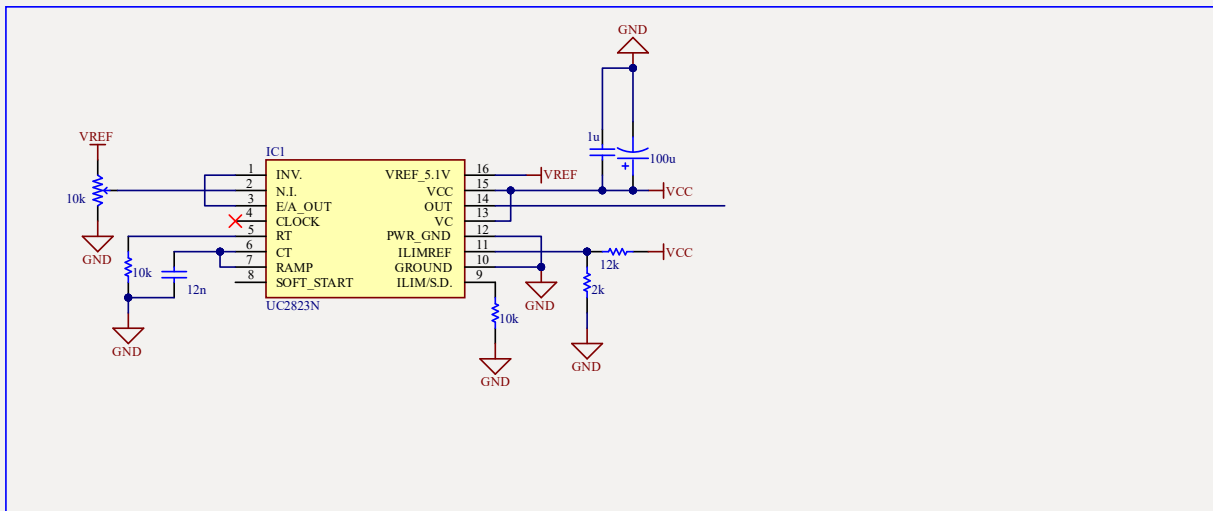 GND
1u
100u
VREF
10k
GND
IC1
1 INV. VREF_5.1V 16 VREF
2 N.I. VCC 15 VCC
3 E/A_OUT OUT 14
4 CLOCK VC 13
5 RT PWR_GND 12
6 CT ILIMREF 11 VCC
7 RAMP GROUND 10
8 SOFT_START ILIM/S.D. 9
UC2823N
10k
12n
GND
12k
2k
GND
10k
GND
GND